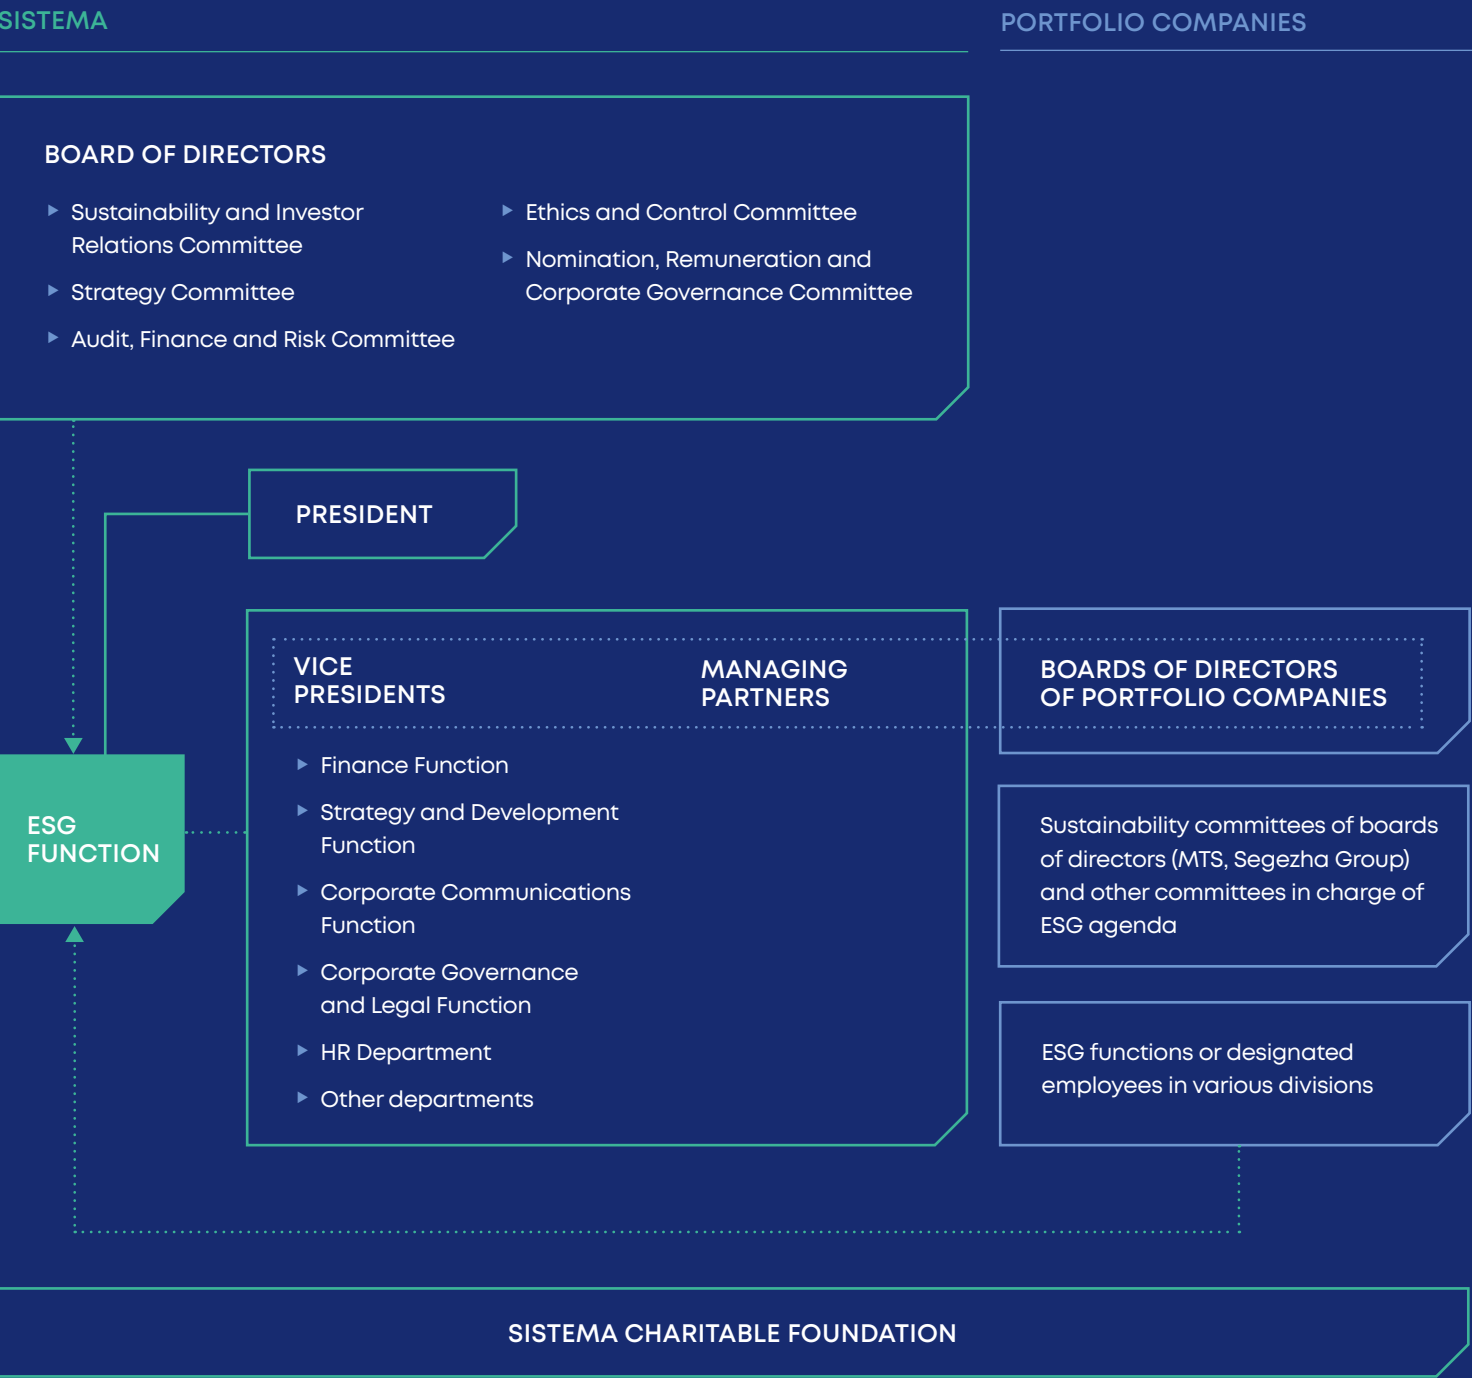 SISTEMA
PORTFOLIO COMPANIES
BOARD OF DIRECTORS
Sustainability and Investor
Relations Committee
Strategy Committee
Audit, Finance and Risk Committee
Ethics and Control Committee
Nomination, Remuneration and
Corporate Governance Committee
PRESIDENT
ESG
FUNCTION
VICE
PRESIDENTS
MANAGING
PARTNERS
Finance Function
Strategy and Development
Function
Corporate Communications
Function
Corporate Governance
and Legal Function
HR Department
Other departments
BOARDS OF DIRECTORS
OF PORTFOLIO COMPANIES
Sustainability committees of boards
of directors (MTS, Segezha Group)
and other committees in charge of
ESG agenda
ESG functions or designated
employees in various divisions
SISTEMA CHARITABLE FOUNDATION